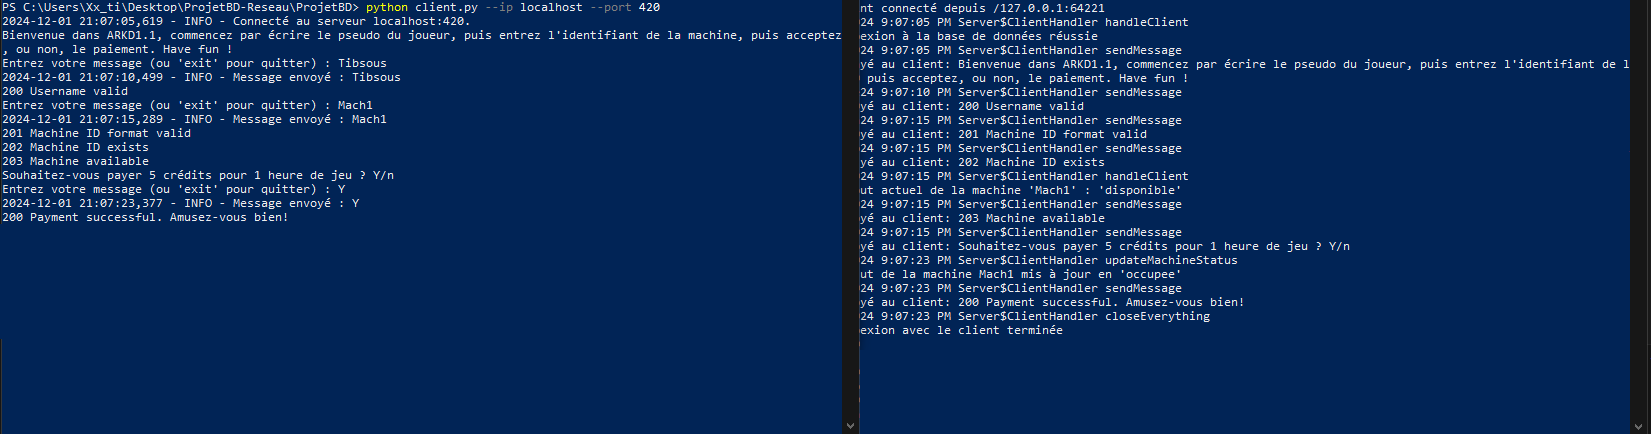 PS C:\Users\Xx_ti\Desktop\ProjetBD-Reseau\ProjetBD> python client.py --ip localhost --port 420
2024-12-01 21:07:05,619 - INFO - Connecté au serveur localhost:420.
Bienvenue dans ARKD1.1, commencez par écrire le pseudo du joueur, puis entrez l'identifiant de la machine, puis acceptez
, ou non, le paiement. Have fun !
Entrez votre message (ou 'exit' pour quitter) : Tibsous
2024-12-01 21:07:10,499 - INFO - Message envoyé : Tibsous
200 Username valid
Entrez votre message (ou 'exit' pour quitter) : Mach1
2024-12-01 21:07:15,289 - INFO - Message envoyé : Mach1
201 Machine ID format valid
202 Machine ID exists
203 Machine available
Souhaitez-vous payer 5 crédits pour 1 heure de jeu ? Y/n
Entrez votre message (ou 'exit' pour quitter) : Y
2024-12-01 21:07:23,377 - INFO - Message envoyé : Y
200 Payment successful. Amusez-vous bien!
nt connecté depuis /127.0.0.1:64221
24 9:07:05 PM Server$ClientHandler handleClient
exion à la base de données réussie
24 9:07:05 PM Server$ClientHandler sendMessage
yé au client: Bienvenue dans ARKD1.1, commencez par écrire le pseudo du joueur, puis entrez l'identifiant de l
puis acceptez, ou non, le paiement. Have fun !
24 9:07:10 PM Server$ClientHandler sendMessage
yé au client: 200 Username valid
24 9:07:15 PM Server$ClientHandler sendMessage
yé au client: 201 Machine ID format valid
24 9:07:15 PM Server$ClientHandler sendMessage
yé au client: 202 Machine ID exists
24 9:07:15 PM Server$ClientHandler handleClient
ut actuel de la machine 'Mach1' : 'disponible'
24 9:07:15 PM Server$ClientHandler sendMessage
yé au client: 203 Machine available
24 9:07:15 PM Server$ClientHandler sendMessage
yé au client: Souhaitez-vous payer 5 crédits pour 1 heure de jeu ? Y/n
24 9:07:23 PM Server$ClientHandler updateMachineStatus
ut de la machine Mach1 mis à jour en 'occupee'
24 9:07:23 PM Server$ClientHandler sendMessage
yé au client: 200 Payment successful. Amusez-vous bien!
24 9:07:23 PM Server$ClientHandler closeEverything
exion avec le client terminée